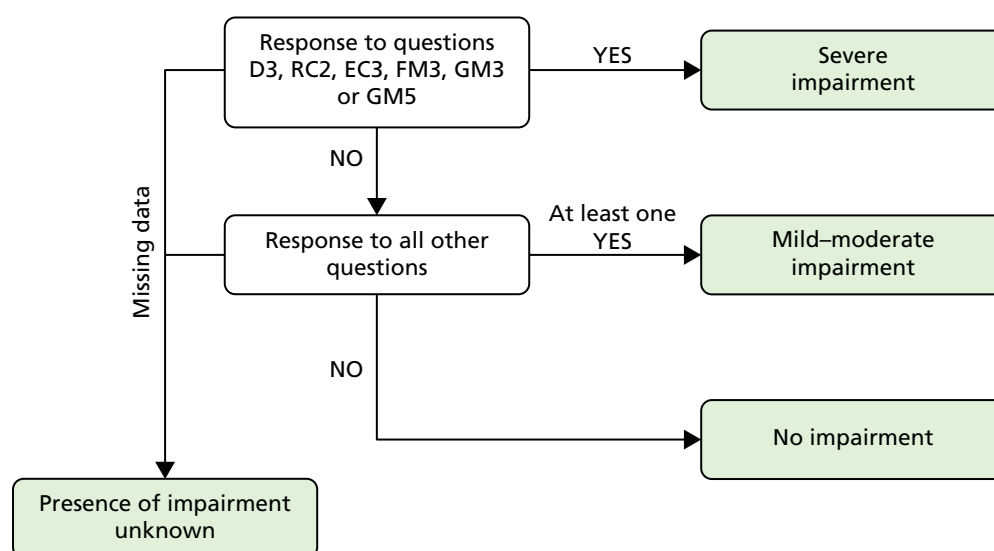 Response to questions
D3, RC2, EC3, FM3, GM3
or GM5
YES
Severe
impairment
NO
Missing data
Response to all other
questions
At least one
YES
Mild–moderate
impairment
NO
No impairment
Presence of impairment
unknown